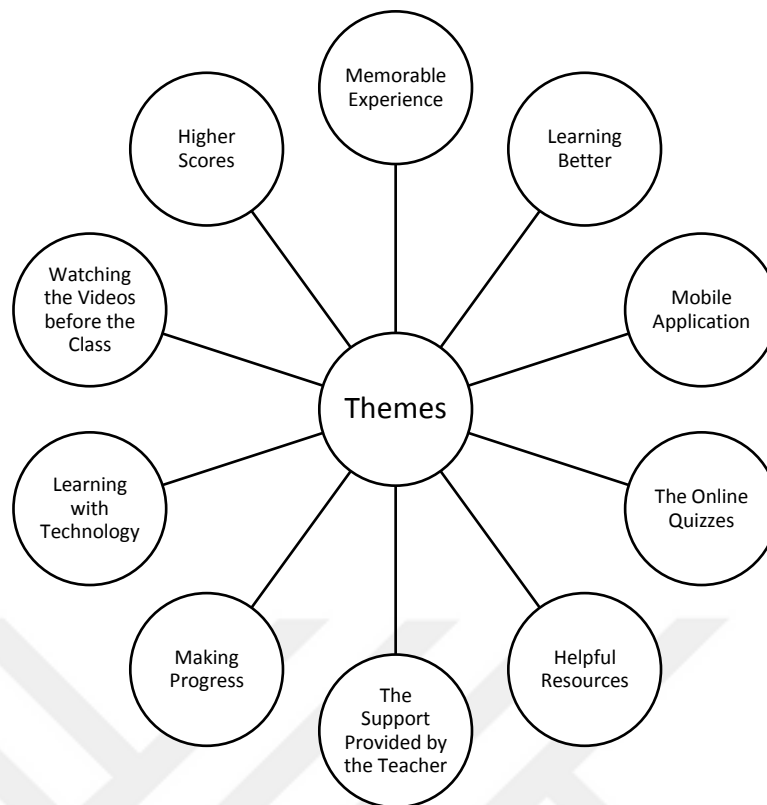 Memorable
Experience
Learning
Better
Mobile
Application
The Online
Quizzes
Helpful
Resources
The
Support
Provided by
the Teacher
Making
Progress
Learning
with
Technology
Watching
the Videos
before the
Class
Higher
Scores
Themes